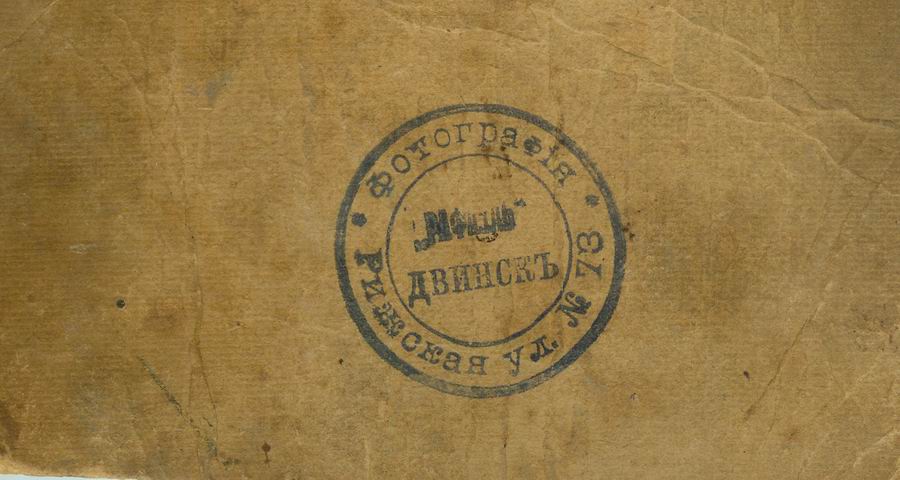 Фотографія
ДВИНСКЪ
Рижская ул. № 73